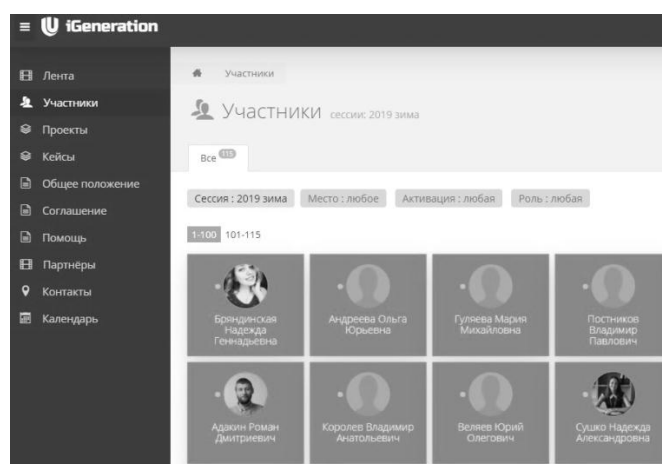 iGeneration
Лента
Участники
Проекты
Кейсы
Общее положение
Соглашение
Помощь
Партнёры
Контакты
Календарь
Участники
Участники сессии: 2019 зима
Все 115
Сессия : 2019 зима Место : любое Активация : любая Роль : любая
1-100 101-115
Бряндинская
Надежда
Геннадьевна
Андреева Ольга
Юрьевна
Гуляева Мария
Михайловна
Постников
Владимир
Павлович
Адакин Роман
Дмитриевич
Королев Владимир
Анатольевич
Веляев Юрий
Олегович
Сушко Надежда
Александровна